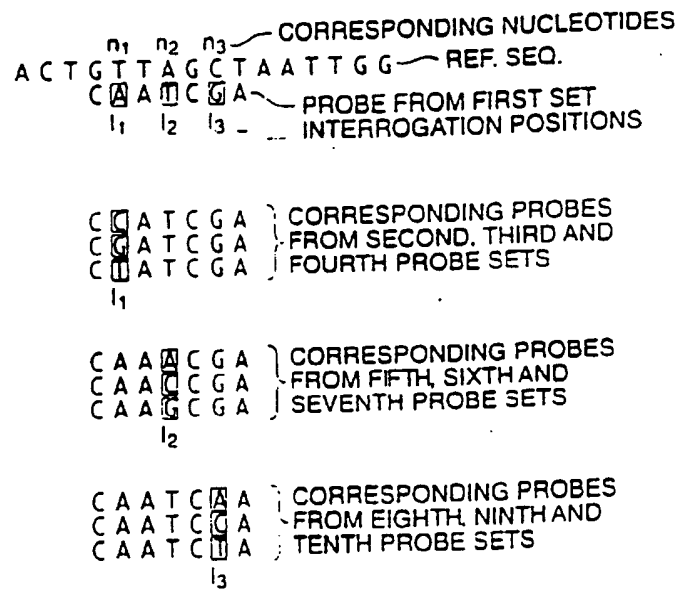 n1 n2 n3 CORRESPONDING NUCLEOTIDES
A C T G T T A G C T A A T T G G REF. SEQ.
C A A T C G A PROBE FROM FIRST SET
I1 I2 I3 INTERROGATION POSITIONS
C C A T C G A CORRESPONDING PROBES
C G A T C G A FROM SECOND, THIRD AND
C T A T C G A FOURTH PROBE SETS
I1
C A A A C G A CORRESPONDING PROBES
C A A C C G A FROM FIFTH, SIXTH AND
C A A G C G A SEVENTH PROBE SETS
I2
C A A T C A A CORRESPONDING PROBES
C A A T C C A FROM EIGHTH, NINTH AND
C A A T C T A TENTH PROBE SETS
I3